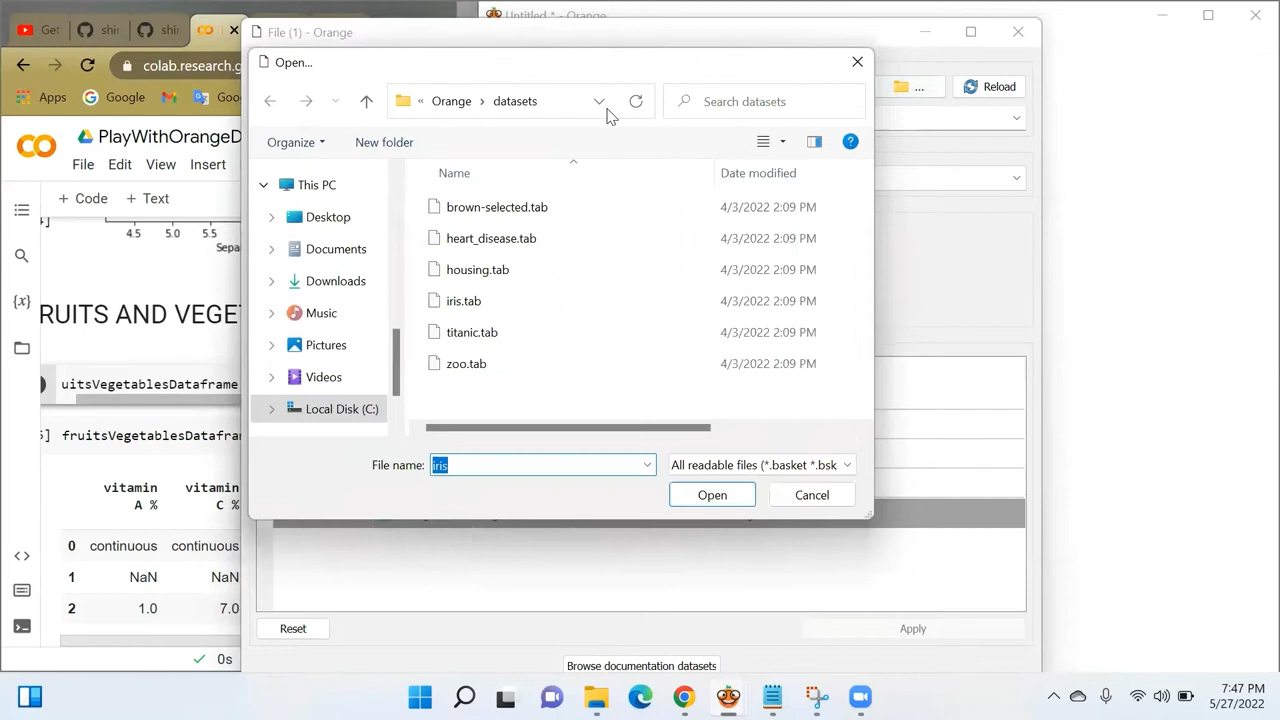 Untitled * - Orange
Get
shir
shi
File (1) - Orange
Open...
colab.research.g
Orange › datasets
Search datasets
... Reload
Apps Google Go
PlayWithOrangeD
Organize New folder
File Edit View Insert
Name Date modified
+ Code + Text
This PC
Desktop
Documents
Downloads
Music
Pictures
Videos
Local Disk (C:)
brown-selected.tab 4/3/2022 2:09 PM
heart_disease.tab 4/3/2022 2:09 PM
housing.tab 4/3/2022 2:09 PM
iris.tab 4/3/2022 2:09 PM
titanic.tab 4/3/2022 2:09 PM
zoo.tab 4/3/2022 2:09 PM
4.5 5.0 5.5
Sepa
RUITS AND VEGET
uitsVegetablesDataframe
fruitsVegetablesDatafra
File name: iris All readable files (*.basket *.bsk
Open Cancel
vitamin A % vitamin C %
0 continuous continuous
1 NaN NaN
2 1.0 7.0
Reset Apply
0s
Browse documentation datasets
7:47 PM
5/27/2022